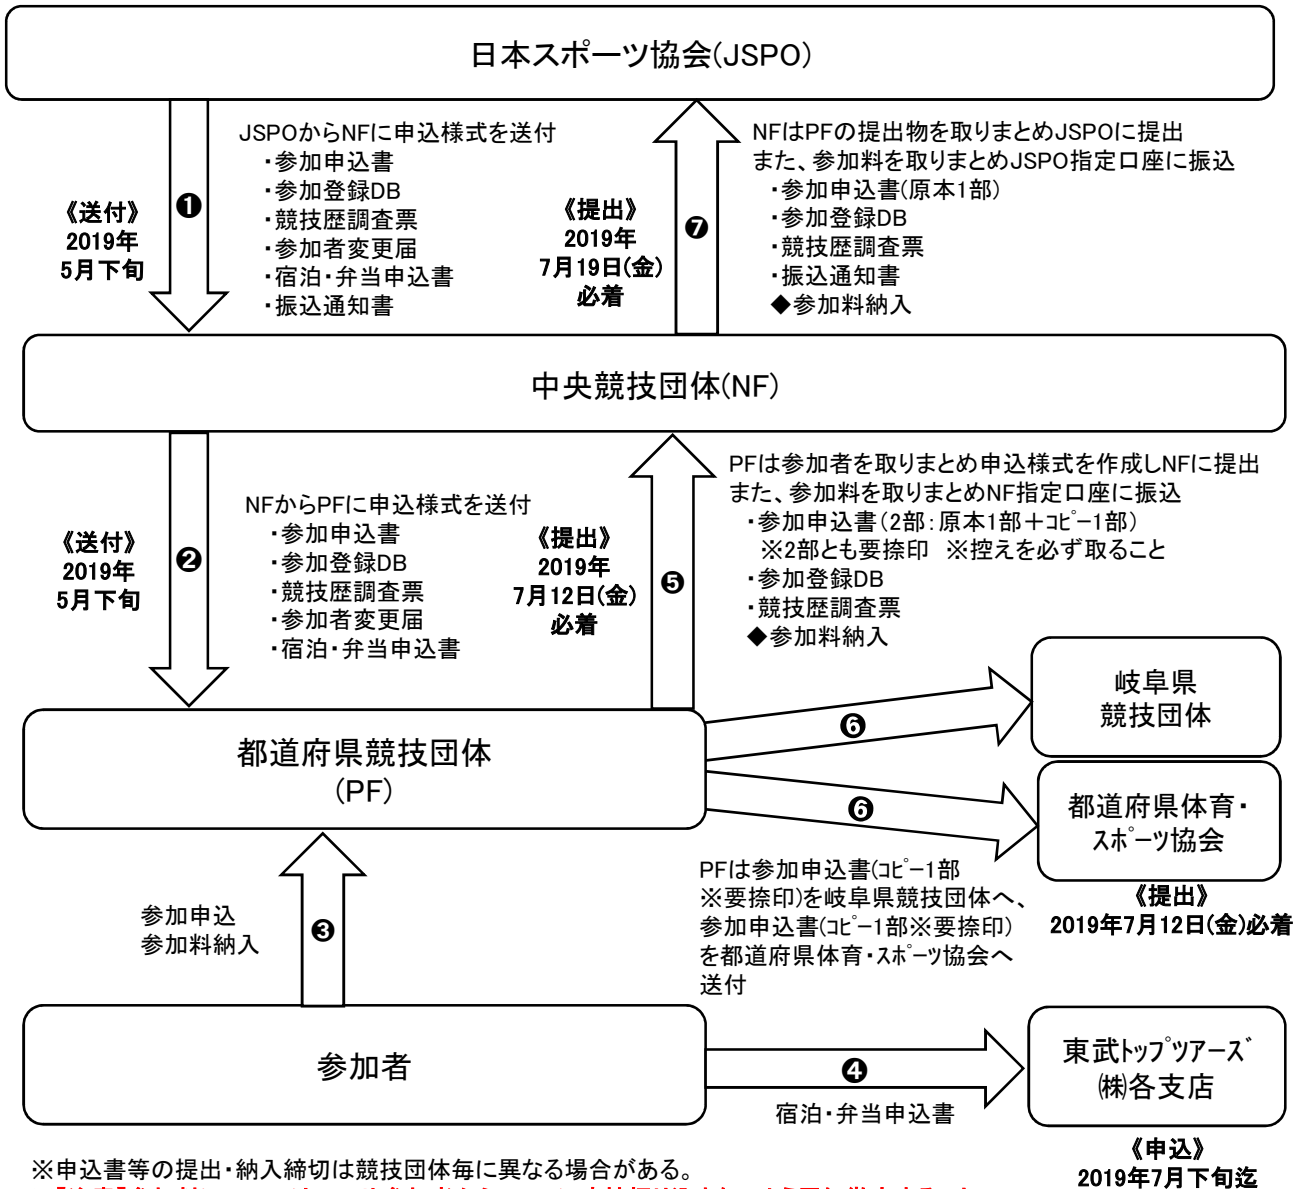 日本スポーツ協会(JSPO)
❶
《送付》
2019年
5月下旬
JSPOからNFに申込様式を送付
・参加申込書
・参加登録DB
・競技歴調査票
・参加者変更届
・宿泊・弁当申込書
・振込通知書
《提出》
2019年
7月19日(金)
必着
❼
NFはPFの提出物を取りまとめJSPOに提出
また、参加料を取りまとめJSPO指定口座に振込
・参加申込書(原本1部)
・参加登録DB
・競技歴調査票
・振込通知書
◆参加料納入
中央競技団体(NF)
《送付》
2019年
5月下旬
❷
NFからPFに申込様式を送付
・参加申込書
・参加登録DB
・競技歴調査票
・参加者変更届
・宿泊・弁当申込書
《提出》
2019年
7月12日(金)
必着
❺
PFは参加者を取りまとめ申込様式を作成しNFに提出
また、参加料を取りまとめNF指定口座に振込
・参加申込書(2部:原本1部+ｺﾋﾟｰ1部)
※2部とも要捺印 ※控えを必ず取ること
・参加登録DB
・競技歴調査票
◆参加料納入
都道府県競技団体
(PF)
❻
岐阜県
競技団体
❻
都道府県体育・
ｽﾎﾟｰﾂ協会
《提出》
2019年7月12日(金)必着
PFは参加申込書(ｺﾋﾟｰ1部
※要捺印)を岐阜県競技団体へ、
参加申込書(ｺﾋﾟｰ1部※要捺印)
を都道府県体育・ｽﾎﾟｰﾂ協会へ
送付
参加申込
参加料納入
❸
参加者
❹
宿泊・弁当申込書
東武ﾄｯﾌﾟﾂｱｰｽﾞ
㈱各支店
《申込》
2019年7月下旬迄
※申込書等の提出・納入締切は競技団体毎に異なる場合がある。